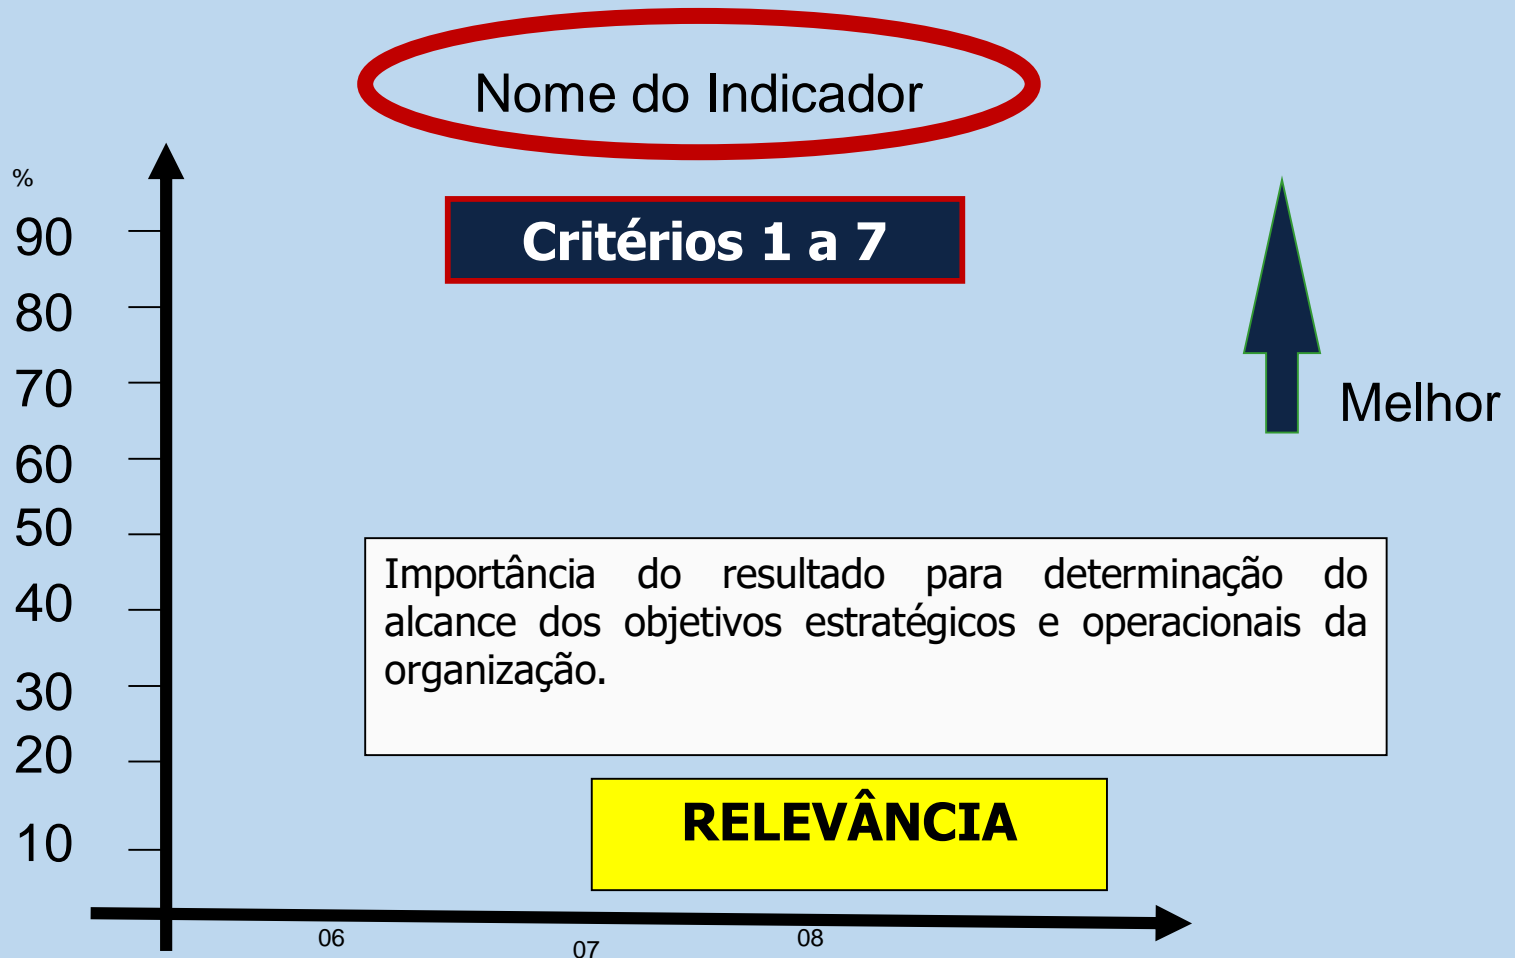 Nome do Indicador
%
Critérios 1 a 7
90
80
70
Melhor
60
50
Importância do resultado para determinação do
alcance dos objetivos estratégicos e operacionais da
organização.
40
30
20
RELEVÂNCIA
10
06
07
08